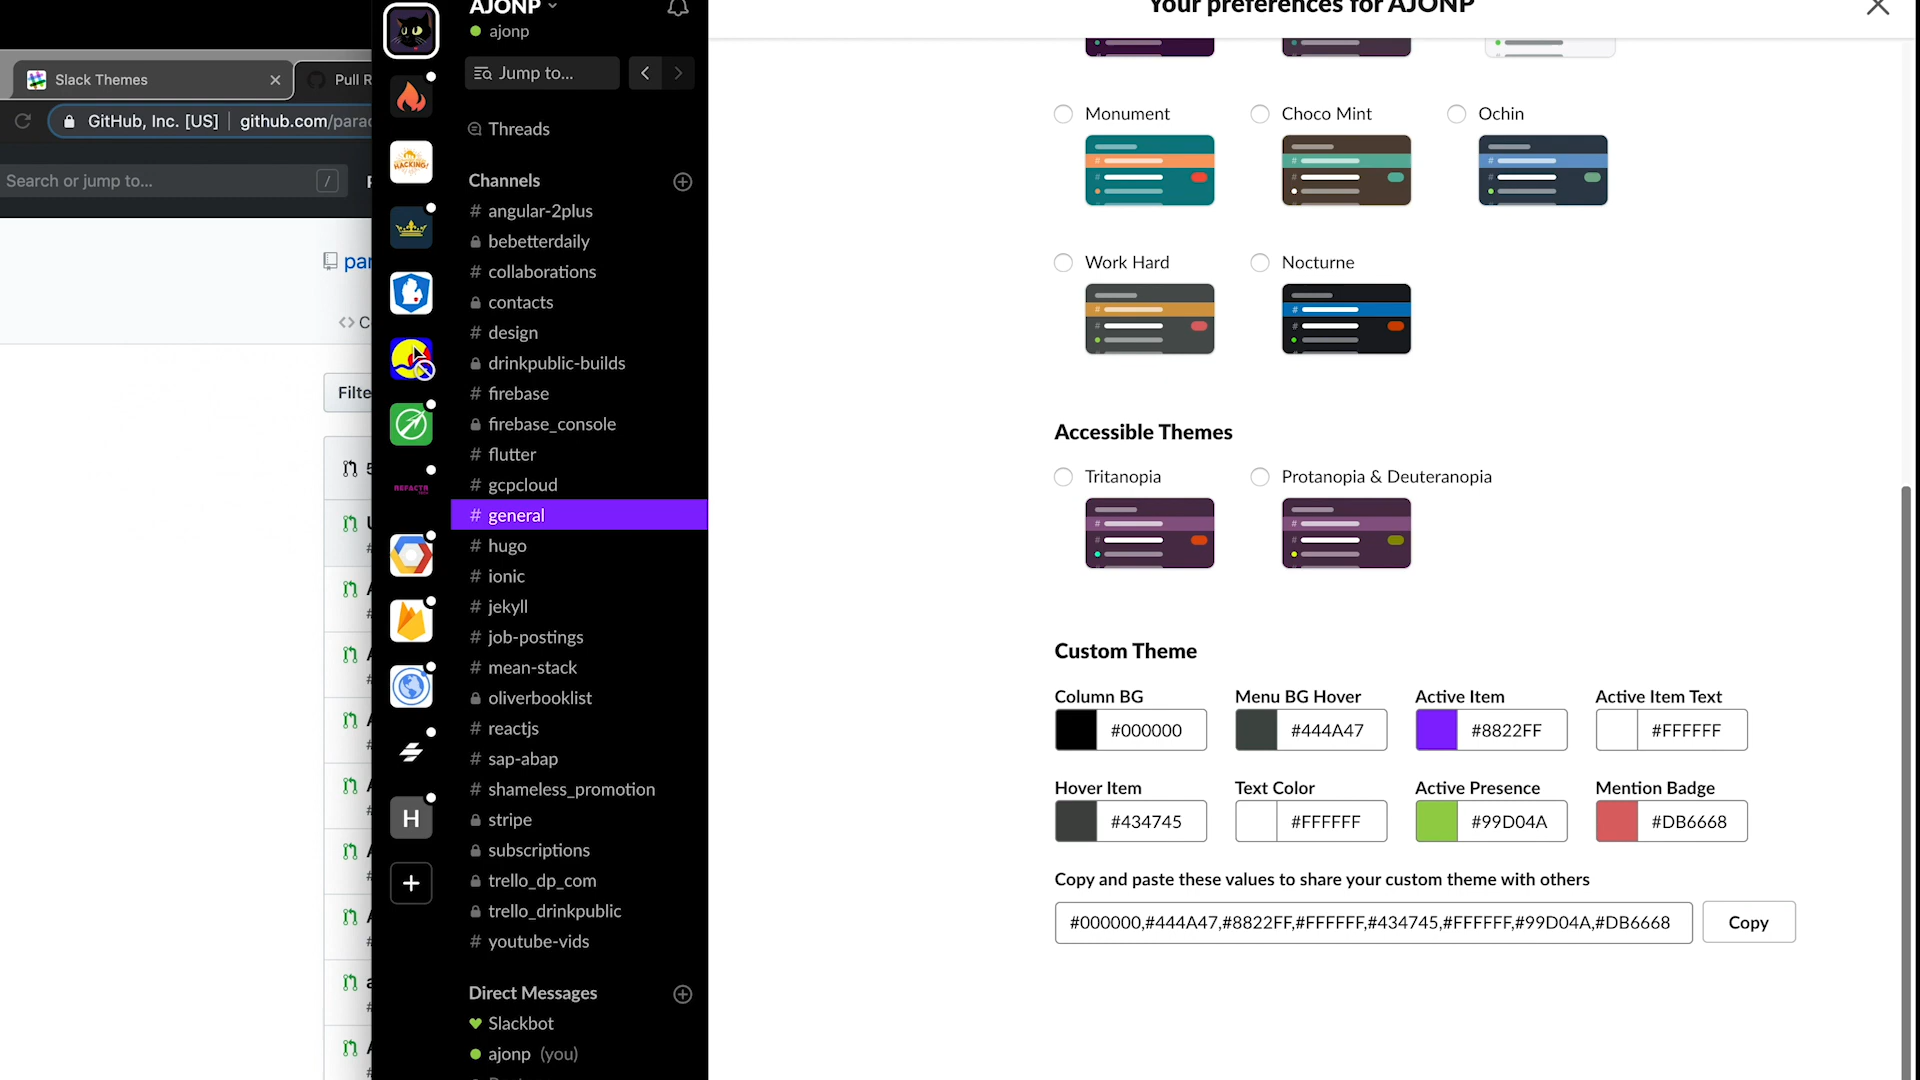 Slack Themes
Pull R
GitHub, Inc. [US] | github.com/parad
Search or jump to...
/
par
<> C
Filte
HACKING!
REFACTR
H
+
AJONP
ajonp
Jump to...
Threads
Channels
# angular-2plus
bebetterdaily
# collaborations
contacts
# design
drinkpublic-builds
# firebase
firebase_console
# flutter
# gcpcloud
# general
# hugo
# ionic
# jekyll
# job-postings
# mean-stack
oliverbooklist
# reactjs
# sap-abap
# shameless_promotion
stripe
subscriptions
trello_dp_com
trello_drinkpublic
# youtube-vids
Direct Messages
Slackbot
ajonp (you)
Your preferences for AJONP
Monument
Choco Mint
Ochin
Work Hard
Nocturne
Accessible Themes
Tritanopia
Protanopia & Deuteranopia
Custom Theme
Column BG
Menu BG Hover
Active Item
Active Item Text
#000000
#444A47
#8822FF
#FFFFFF
Hover Item
Text Color
Active Presence
Mention Badge
#434745
#FFFFFF
#99D04A
#DB6668
Copy and paste these values to share your custom theme with others
#000000,#444A47,#8822FF,#FFFFFF,#434745,#FFFFFF,#99D04A,#DB6668
Copy